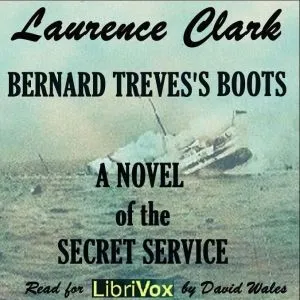 Laurence Clark
BERNARD TREVES'S BOOTS
A NOVEL
of the
SECRET SERVICE
Read for LibriVox by David Wales